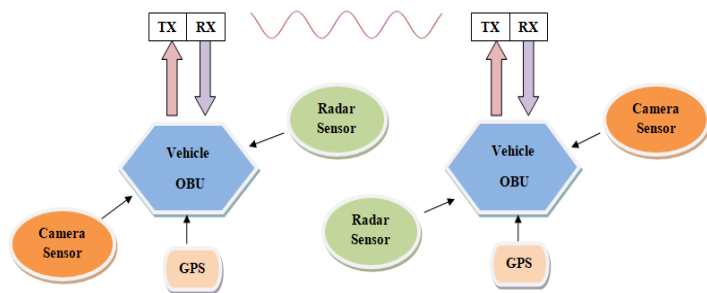 TX RX
TX RX
Radar
Sensor
Camera
Sensor
Vehicle
OBU
Vehicle
OBU
Camera
Sensor
Radar
Sensor
GPS
GPS